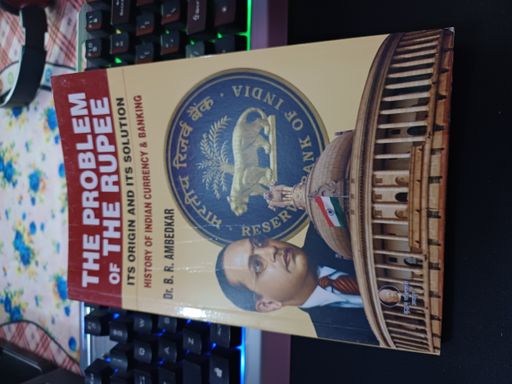 THE PROBLEM
OF THE RUPEE
ITS ORIGIN AND ITS SOLUTION
HISTORY OF INDIAN CURRENCY & BANKING
Dr. B. R. AMBEDKAR
भारतीय रिज़र्व बैंक
RESERVE BANK OF INDIA